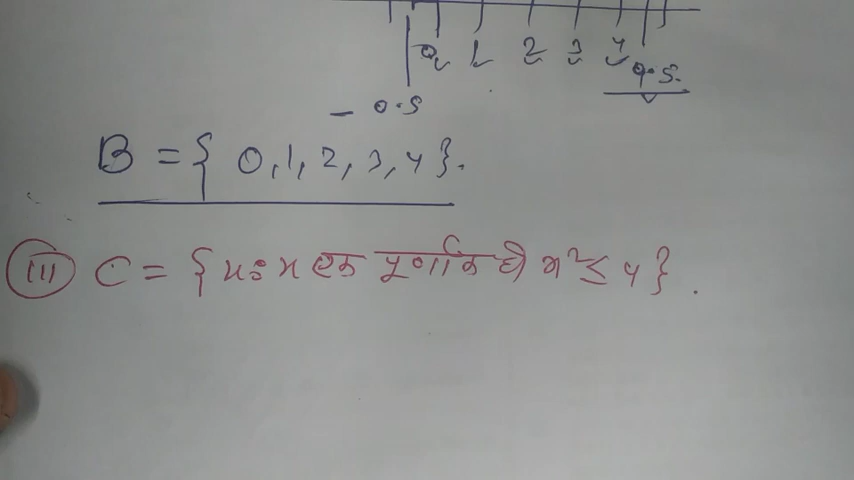 0 1 2 3 4
4.5.
- 0.5
B = { 0, 1, 2, 3, 4 }.
(III) C = { x : x एक पूर्णांक है x² ≤ 4 } .